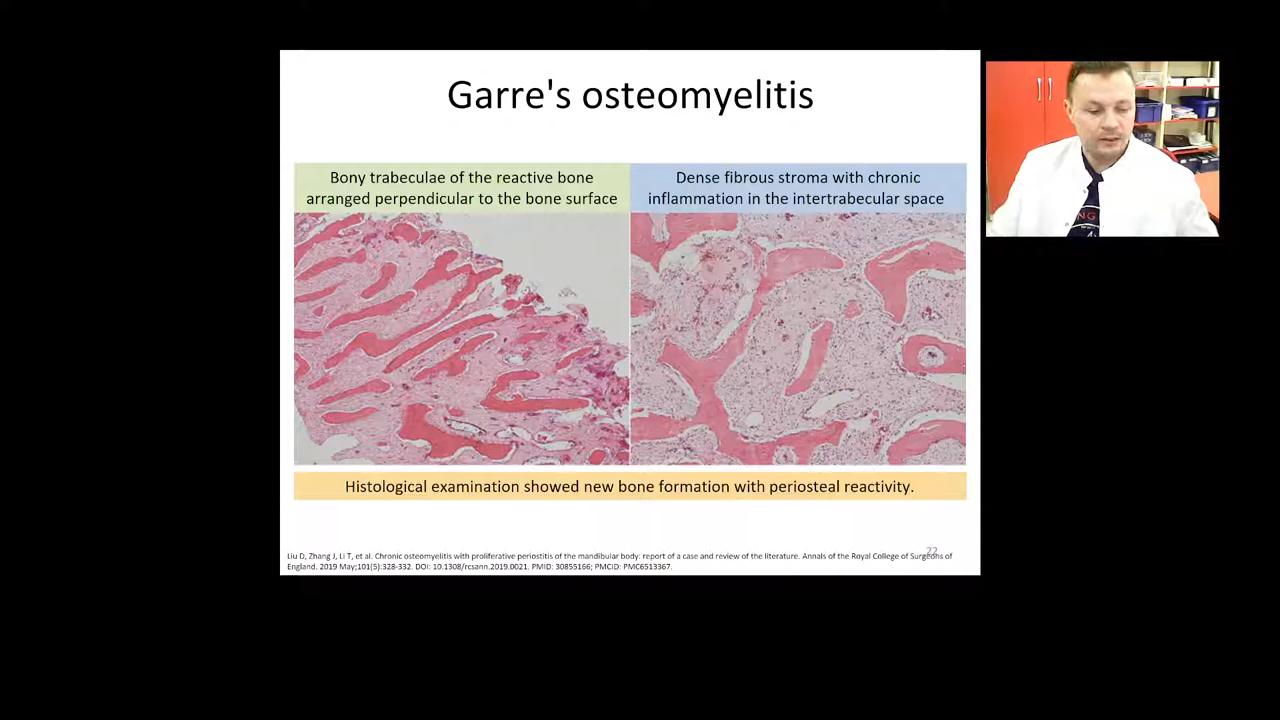 Garre's osteomyelitis
Bony trabeculae of the reactive bone
arranged perpendicular to the bone surface
Dense fibrous stroma with chronic
inflammation in the intertrabecular space
Histological examination showed new bone formation with periosteal reactivity.
22
Liu D, Zhang J, Li T, et al. Chronic osteomyelitis with proliferative periostitis of the mandibular body: report of a case and review of the literature. Annals of the Royal College of Surgeons of
England. 2019 May;101(5):328-332. DOI: 10.1308/rcsann.2019.0021. PMID: 30855166; PMCID: PMC6513367.